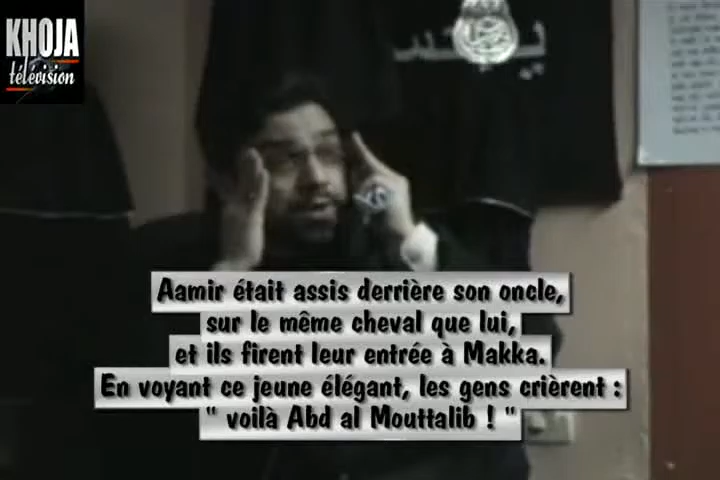 KHOJA
télévision
Aamir était assis derrière son oncle,
sur le même cheval que lui,
et ils firent leur entrée à Makka.
En voyant ce jeune élégant, les gens crièrent :
" voilà Abd al Mouttalib ! "